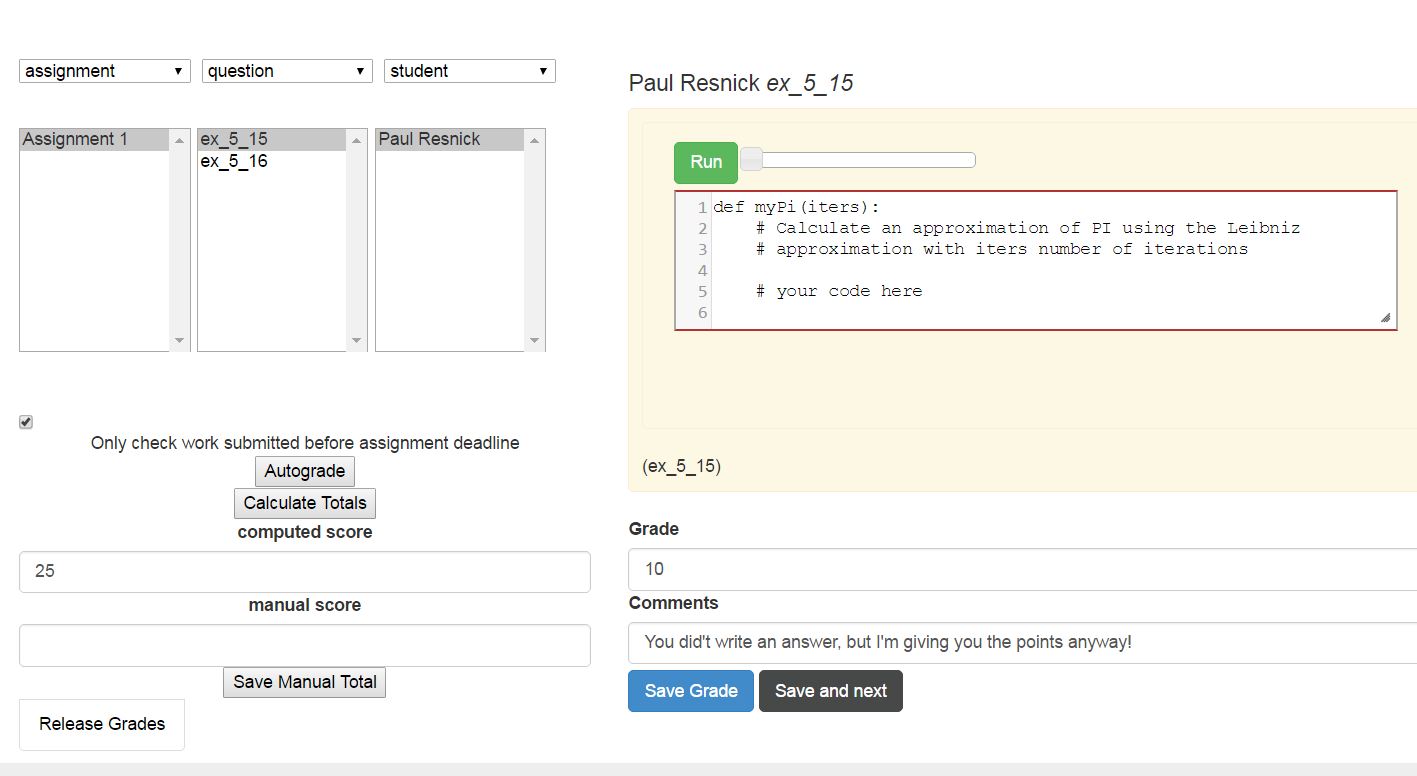 assignment
question
student
Assignment 1
ex_5_15
ex_5_16
Paul Resnick
Only check work submitted before assignment deadline
Autograde
Calculate Totals
computed score
25
manual score
Save Manual Total
Release Grades
Paul Resnick ex_5_15
Run
1 def myPi(iters):
2     # Calculate an approximation of PI using the Leibniz
3     # approximation with iters number of iterations
4
5     # your code here
6
(ex_5_15)
Grade
10
Comments
You did't write an answer, but I'm giving you the points anyway!
Save Grade
Save and next